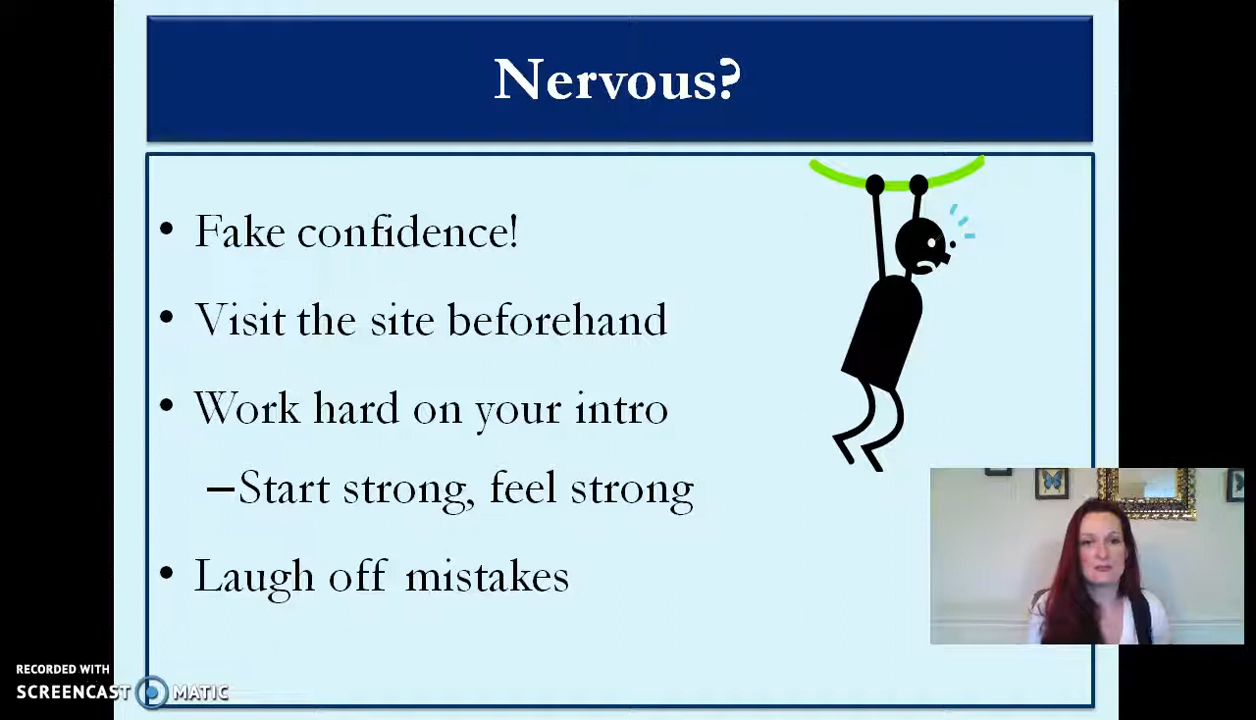 Nervous?
• Fake confidence!
• Visit the site beforehand
• Work hard on your intro
–Start strong, feel strong
• Laugh off mistakes
RECORDED WITH
SCREENCAST MATIC